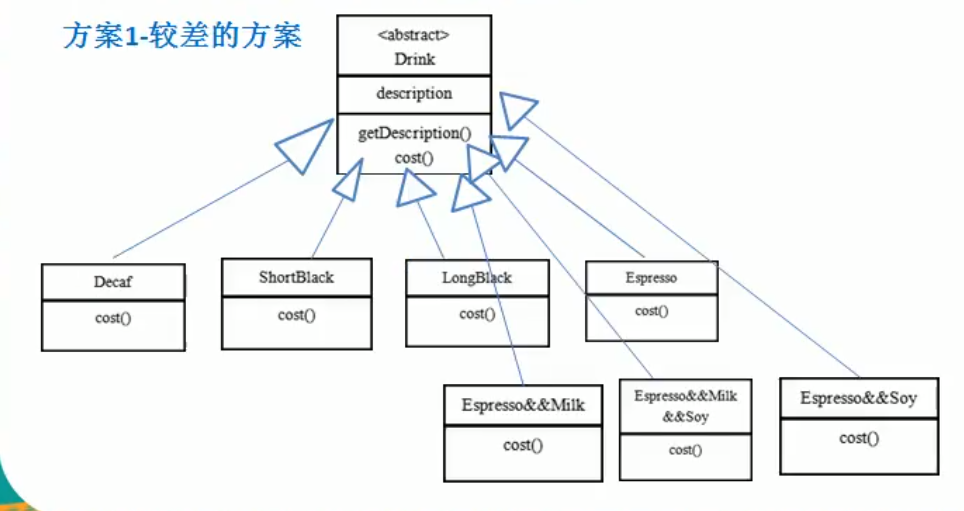 方案1-较差的方案
<abstract>
Drink
description
getDescription()
cost()
Decaf
cost()
ShortBlack
cost()
LongBlack
cost()
Espresso
cost()
Espresso&&Milk
cost()
Espresso&&Milk
&&Soy
cost()
Espresso&&Soy
cost()